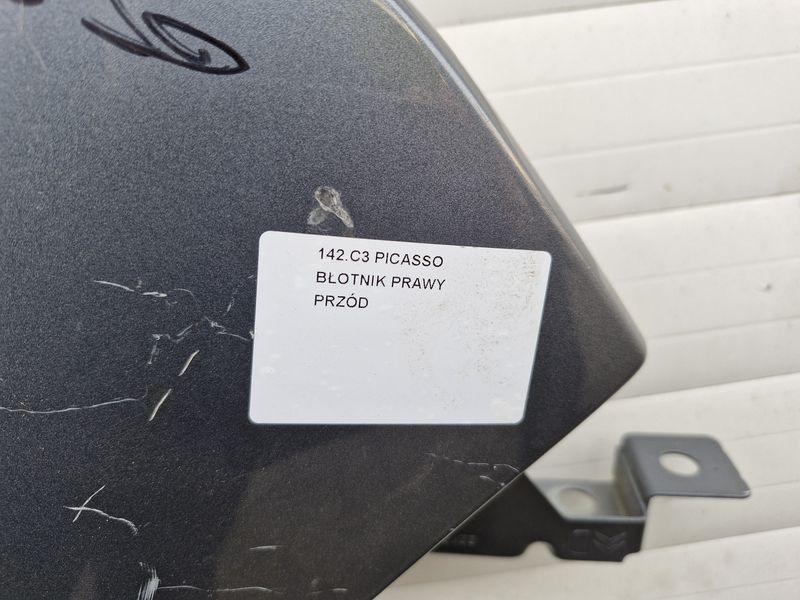 142.C3 PICASSO
BŁOTNIK PRAWY
PRZÓD